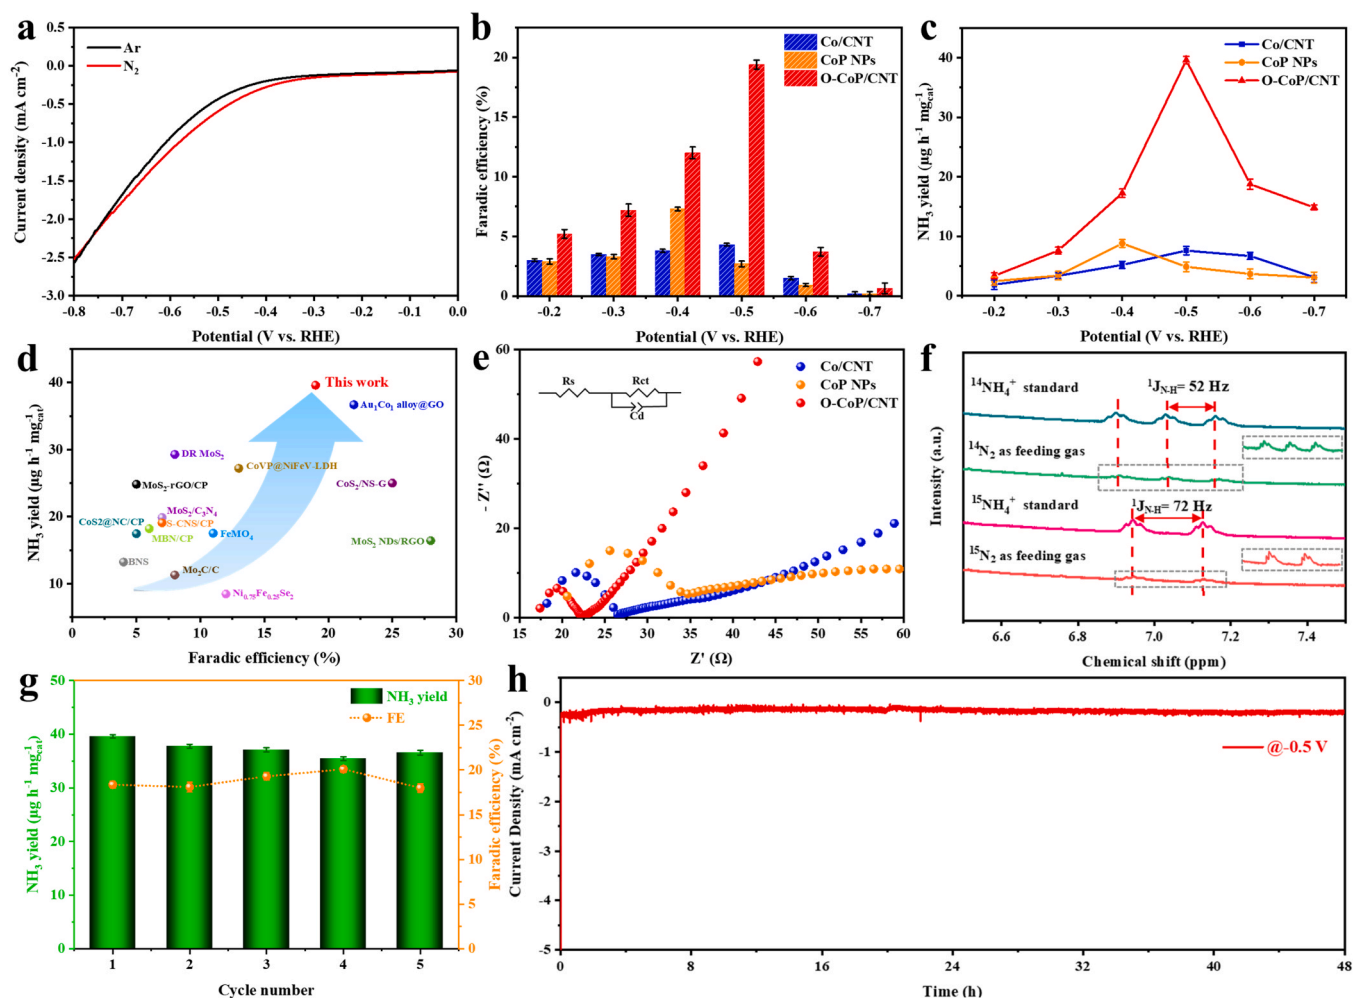 a
Current density (mA cm-2)
0.5
0.0
-0.5
-1.0
-1.5
-2.0
-2.5
-3.0
Ar
N2
-0.8 -0.7 -0.6 -0.5 -0.4 -0.3 -0.2 -0.1 0.0
Potential (V vs. RHE)
b
Faradic efficiency (%)
20
15
10
5
0
Co/CNT
CoP NPs
O-CoP/CNT
-0.2 -0.3 -0.4 -0.5 -0.6 -0.7
Potential (V vs. RHE)
c
NH3 yield (μg h-1 mg-1cat)
40
30
20
10
0
Co/CNT
CoP NPs
O-CoP/CNT
-0.2 -0.3 -0.4 -0.5 -0.6 -0.7
Potential (V vs. RHE)
d
NH3 yield (μg h-1 mg-1cat)
40
30
20
10
This work
Au1Co1 alloy@GO
DR MoS2
CoVP@NiFeV-LDH
MoS2-rGO/CP
CoS2/NS-G
MoS2/C3N4
S-CNS/CP
CoS2@NC/CP
MBN/CP
FeMO4
MoS2 NDs/RGO
BNS
Mo2C/C
Ni0.75Fe0.25Se2
0 5 10 15 20 25 30
Faradic efficiency (%)
e
- Z'' (Ω)
60
40
20
0
Rs
Rct
Cd
Co/CNT
CoP NPs
O-CoP/CNT
15 20 25 30 35 40 45 50 55 60
Z' (Ω)
f
Intensity (a.u.)
14NH4+ standard
1JN-H= 52 Hz
14N2 as feeding gas
15NH4+ standard
1JN-H= 72 Hz
15N2 as feeding gas
6.6 6.8 7.0 7.2 7.4
Chemical shift (ppm)
g
NH3 yield (μg h-1 mg-1cat)
50
40
30
20
10
0
NH3 yield
FE
30
25
20
15
10
5
0
Faradic efficiency (%)
1 2 3 4 5
Cycle number
h
Current Density (mA cm-2)
0
-1
-2
-3
-4
-5
@-0.5 V
0 8 16 24 32 40 48
Time (h)